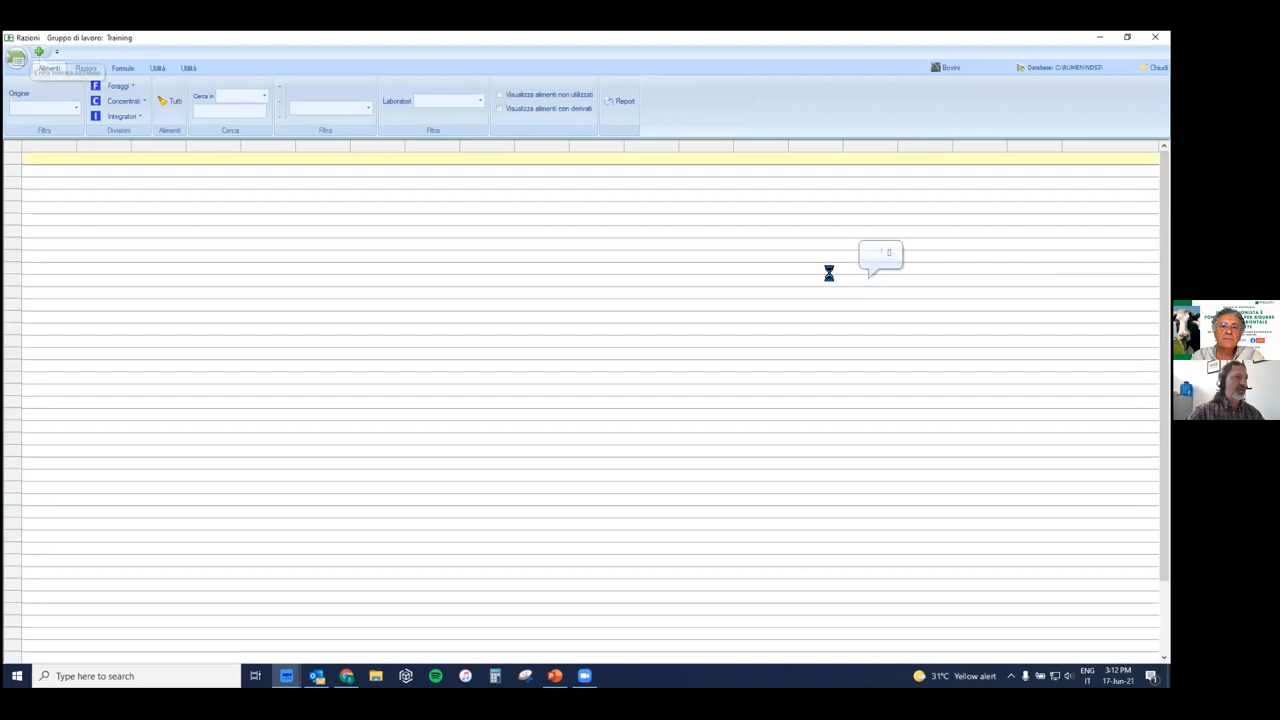 Razioni Gruppo di lavoro: Training
Alimenti Razioni Formule Utilità Utilità
Bovini Database: C:\RUMEN\NDS3\ Chiudi
Origine
Filtra
F Foraggi
C Concentrati
I Integratori
Divisioni
Tutti
Alimenti
Cerca in
Cerca
Filtra
Laboratori
Filtra
Visualizza alimenti non utilizzati
Visualizza alimenti con derivati
Report
Type here to search
31°C Yellow alert
ENG
IT
3:12 PM
17-Jun-21